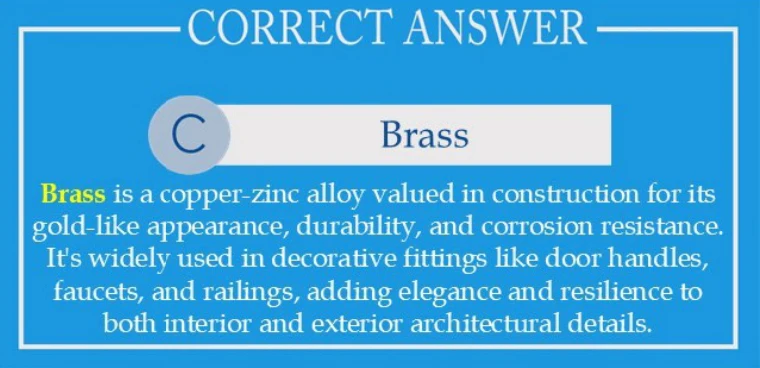 CORRECT ANSWER
C
Brass
Brass is a copper-zinc alloy valued in construction for its
gold-like appearance, durability, and corrosion resistance.
It's widely used in decorative fittings like door handles,
faucets, and railings, adding elegance and resilience to
both interior and exterior architectural details.